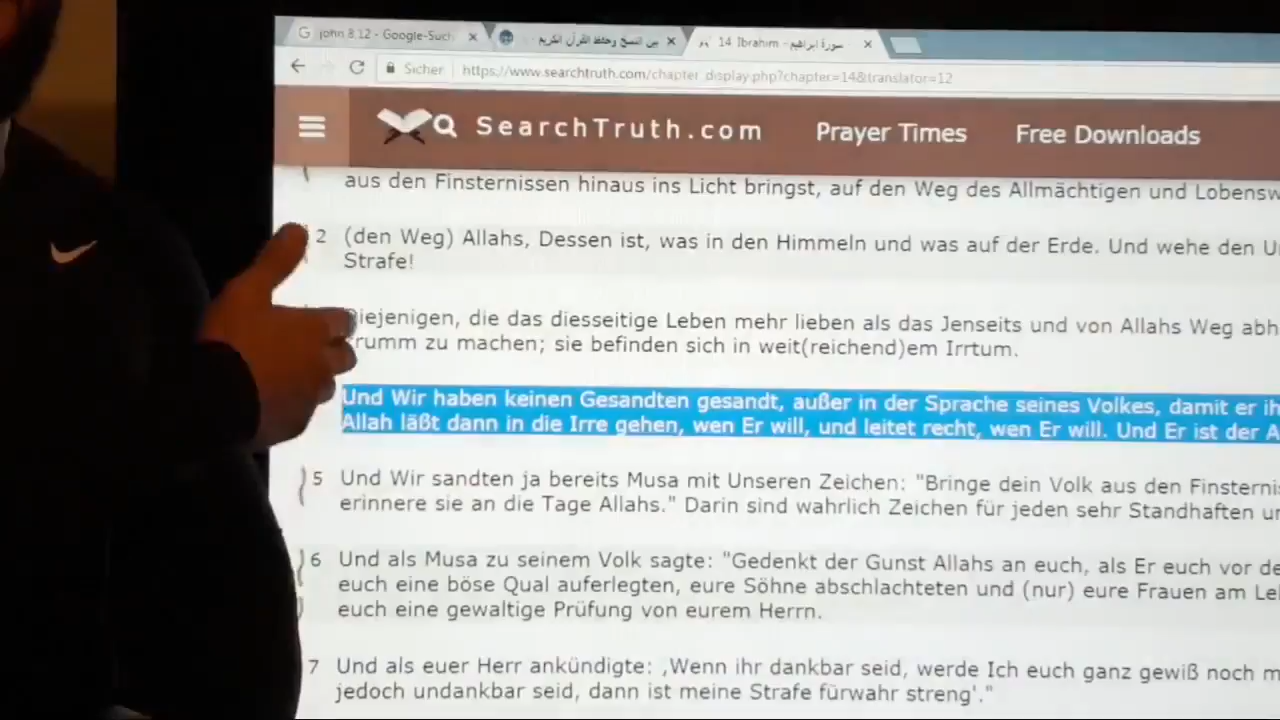 john 8,12 - Google-Such
بين النسخ وحفظ القرآن الكريم
14 Ibrahim - سورة إبراهيم
Sicher https://www.searchtruth.com/chapter_display.php?chapter=14&translator=12
SearchTruth.com Prayer Times Free Downloads
aus den Finsternissen hinaus ins Licht bringst, auf den Weg des Allmächtigen und Lobensw
2 (den Weg) Allahs, Dessen ist, was in den Himmeln und was auf der Erde. Und wehe den U
Strafe!
iejenigen, die das diesseitige Leben mehr lieben als das Jenseits und von Allahs Weg abh
krumm zu machen; sie befinden sich in weit(reichend)em Irrtum.
Und Wir haben keinen Gesandten gesandt, außer in der Sprache seines Volkes, damit er ih
Allah läßt dann in die Irre gehen, wen Er will, und leitet recht, wen Er will. Und Er ist der A
5 Und Wir sandten ja bereits Musa mit Unseren Zeichen: "Bringe dein Volk aus den Finsternis
erinnere sie an die Tage Allahs." Darin sind wahrlich Zeichen für jeden sehr Standhaften un
6 Und als Musa zu seinem Volk sagte: "Gedenkt der Gunst Allahs an euch, als Er euch vor de
euch eine böse Qual auferlegten, eure Söhne abschlachteten und (nur) eure Frauen am Le
euch eine gewaltige Prüfung von eurem Herrn.
7 Und als euer Herr ankündigte: ,Wenn ihr dankbar seid, werde Ich euch ganz gewiß noch m
jedoch undankbar seid, dann ist meine Strafe fürwahr streng'."